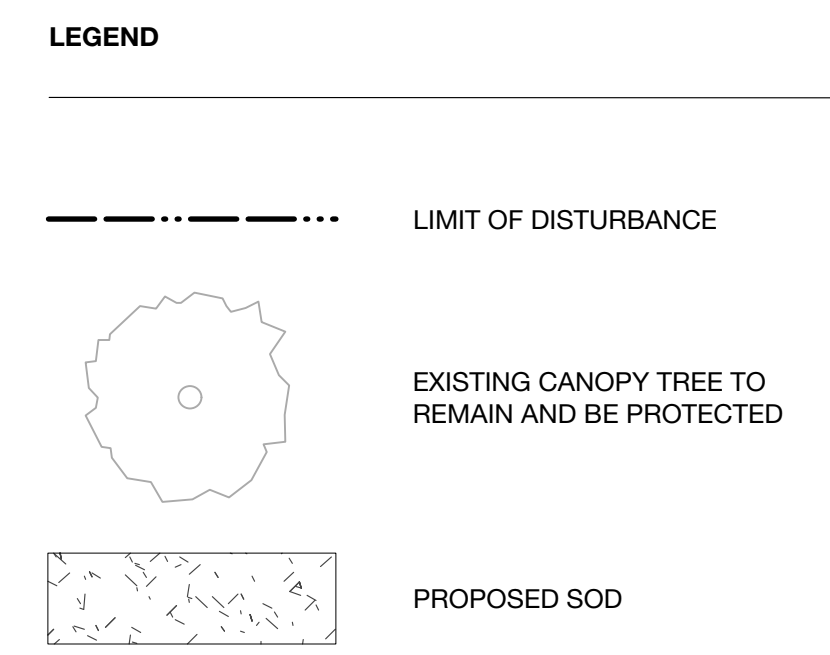 LEGEND
LIMIT OF DISTURBANCE
EXISTING CANOPY TREE TO
REMAIN AND BE PROTECTED
PROPOSED SOD